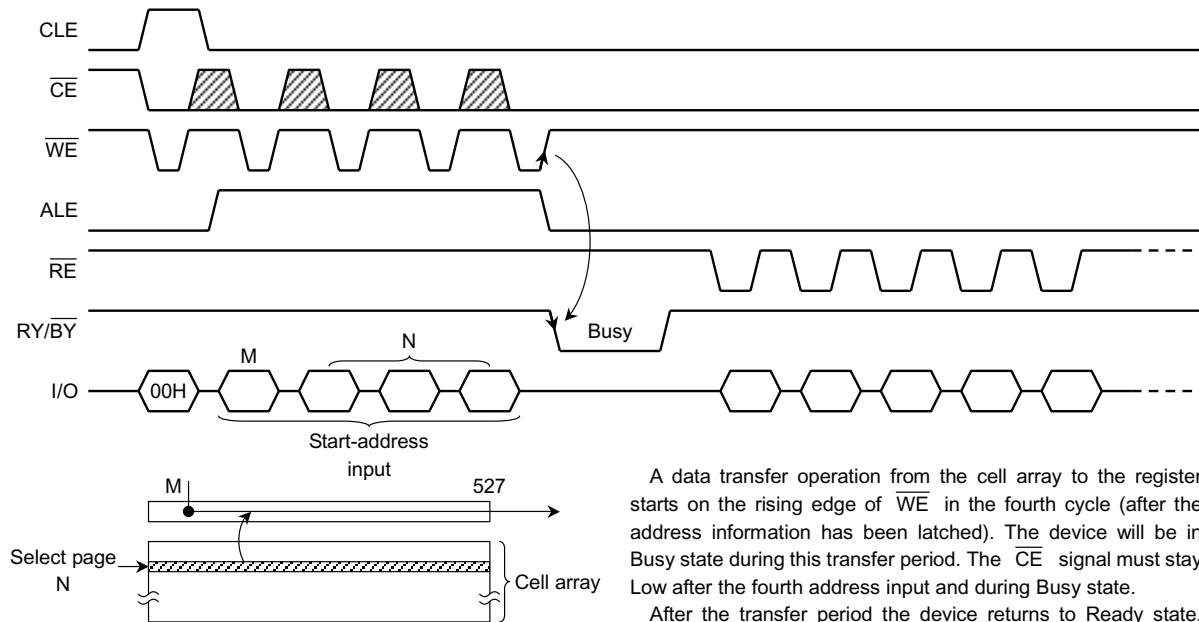 CLE
CE
WE
ALE
RE
RY/BY
Busy
M
N
I/O
00H
Start-address
input
M
527
Select page
N
Cell array
A data transfer operation from the cell array to the register
starts on the rising edge of WE in the fourth cycle (after the
address information has been latched). The device will be in
Busy state during this transfer period. The CE signal must stay
Low after the fourth address input and during Busy state.
After the transfer period the device returns to Ready state.